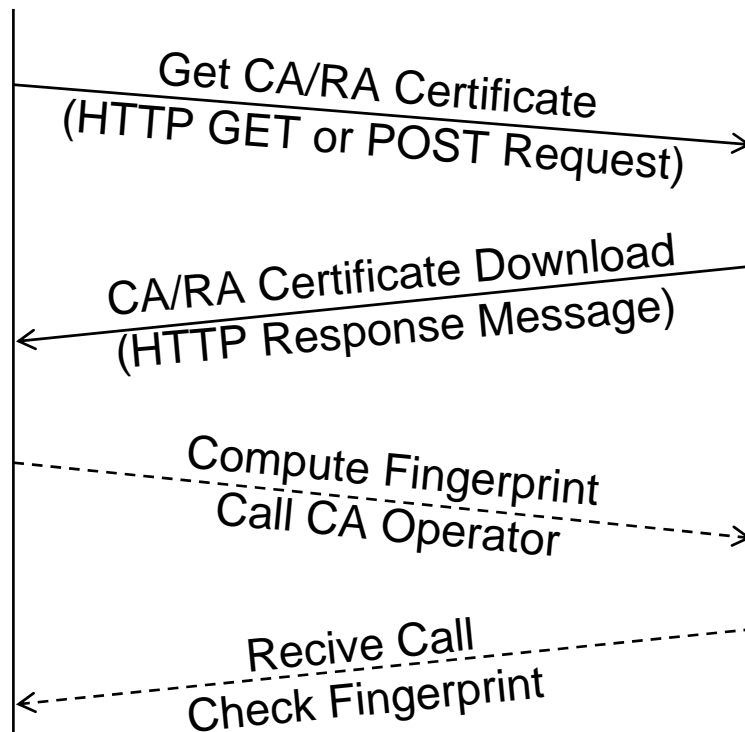 Get CA/RA Certificate
(HTTP GET or POST Request)
CA/RA Certificate Download
(HTTP Response Message)
Compute Fingerprint
Call CA Operator
Recive Call
Check Fingerprint